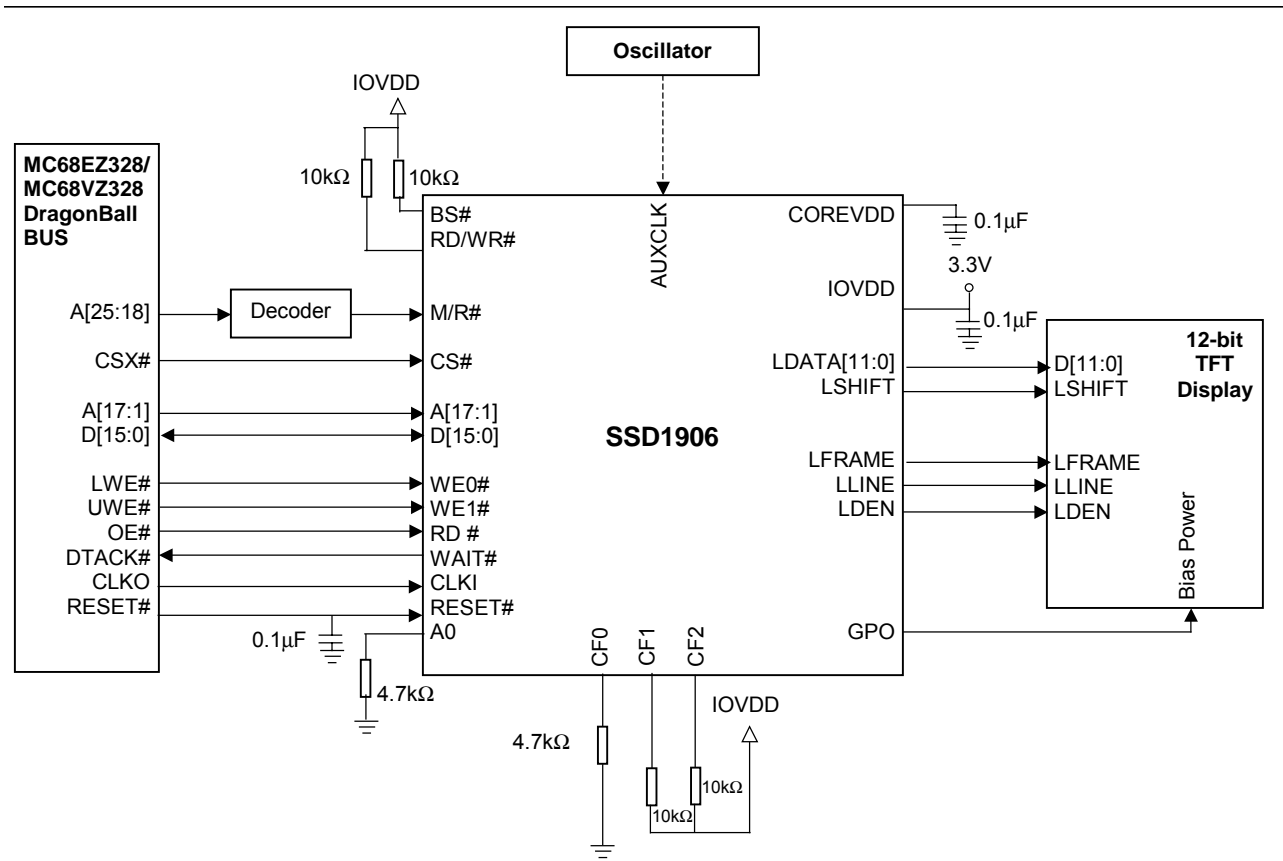 Oscillator
IOVDD
10kΩ
10kΩ
MC68EZ328/
MC68VZ328
DragonBall
BUS
A[25:18]
CSX#
A[17:1]
D[15:0]
LWE#
UWE#
OE#
DTACK#
CLKO
RESET#
Decoder
0.1µF
4.7kΩ
BS#
RD/WR#
M/R#
CS#
A[17:1]
D[15:0]
WE0#
WE1#
RD #
WAIT#
CLKI
RESET#
A0
AUXCLK
SSD1906
CF0
CF1
CF2
COREVDD
IOVDD
LDATA[11:0]
LSHIFT
LFRAME
LLINE
LDEN
GPO
0.1µF
3.3V
0.1µF
12-bit
TFT
Display
D[11:0]
LSHIFT
LFRAME
LLINE
LDEN
Bias Power
4.7kΩ
10kΩ
10kΩ
IOVDD